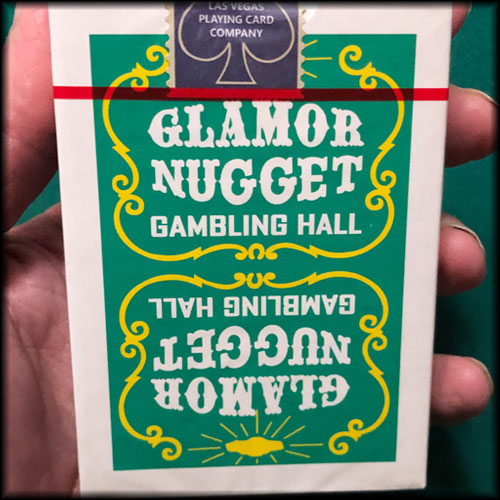 LAS VEGAS
PLAYING CARD
COMPANY
GLAMOR
NUGGET
GAMBLING HALL
GAMBLING HALL
NUGGET
GLAMOR